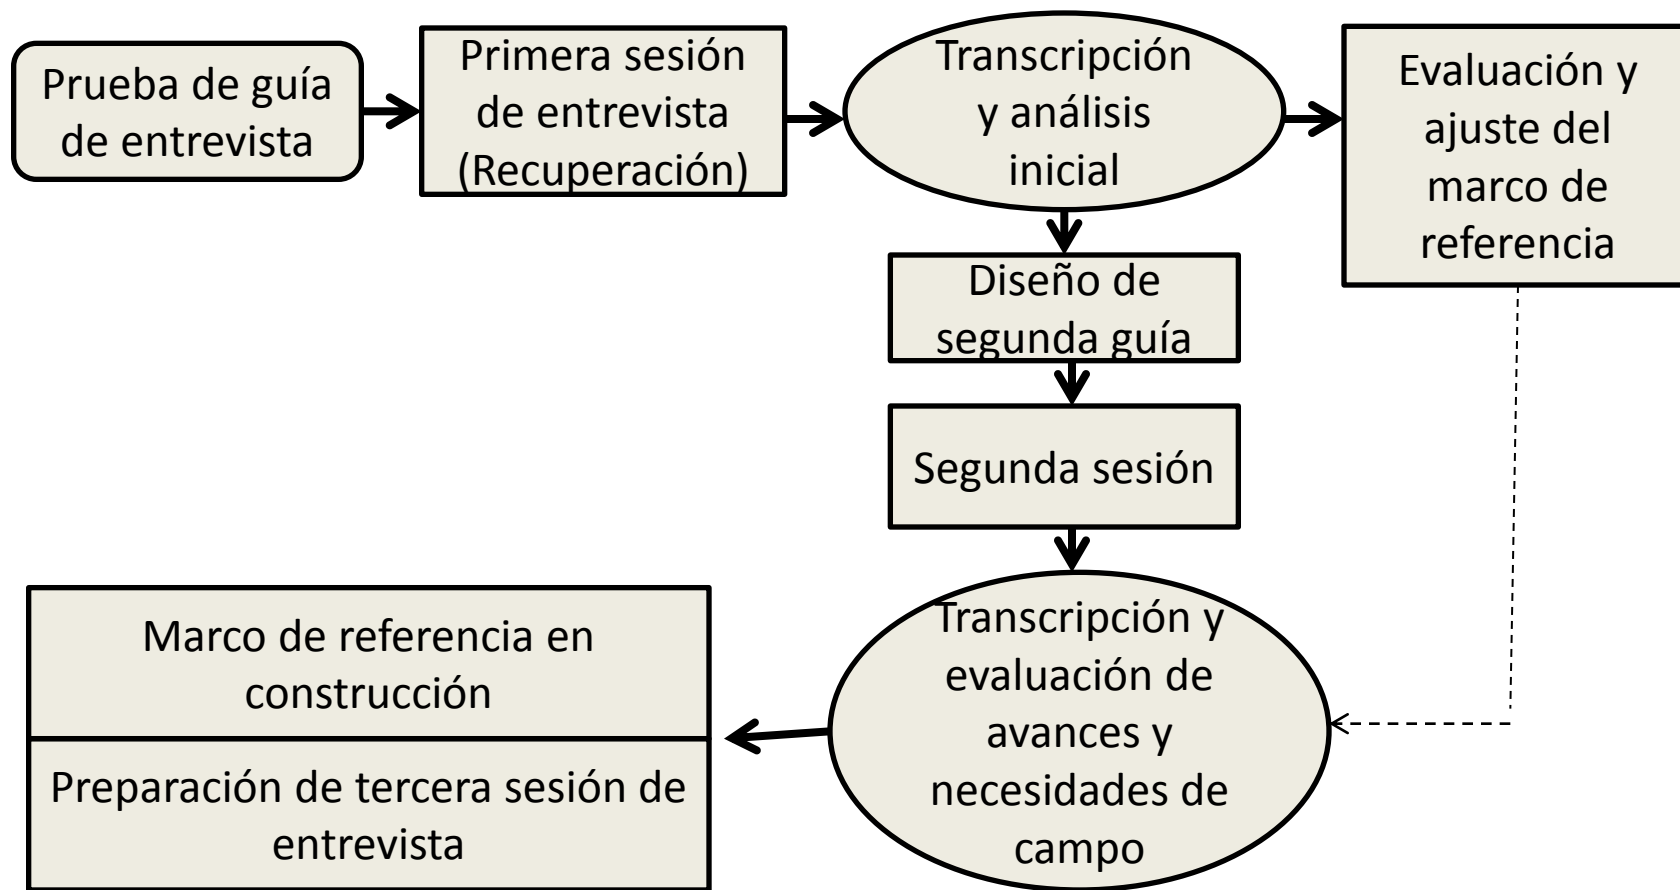 Prueba de guía
de entrevista
Primera sesión
de entrevista
(Recuperación)
Transcripción
y análisis
inicial
Evaluación y
ajuste del
marco de
referencia
Diseño de
segunda guía
Segunda sesión
Transcripción y
evaluación de
avances y
necesidades de
campo
Marco de referencia en
construcción
Preparación de tercera sesión de
entrevista